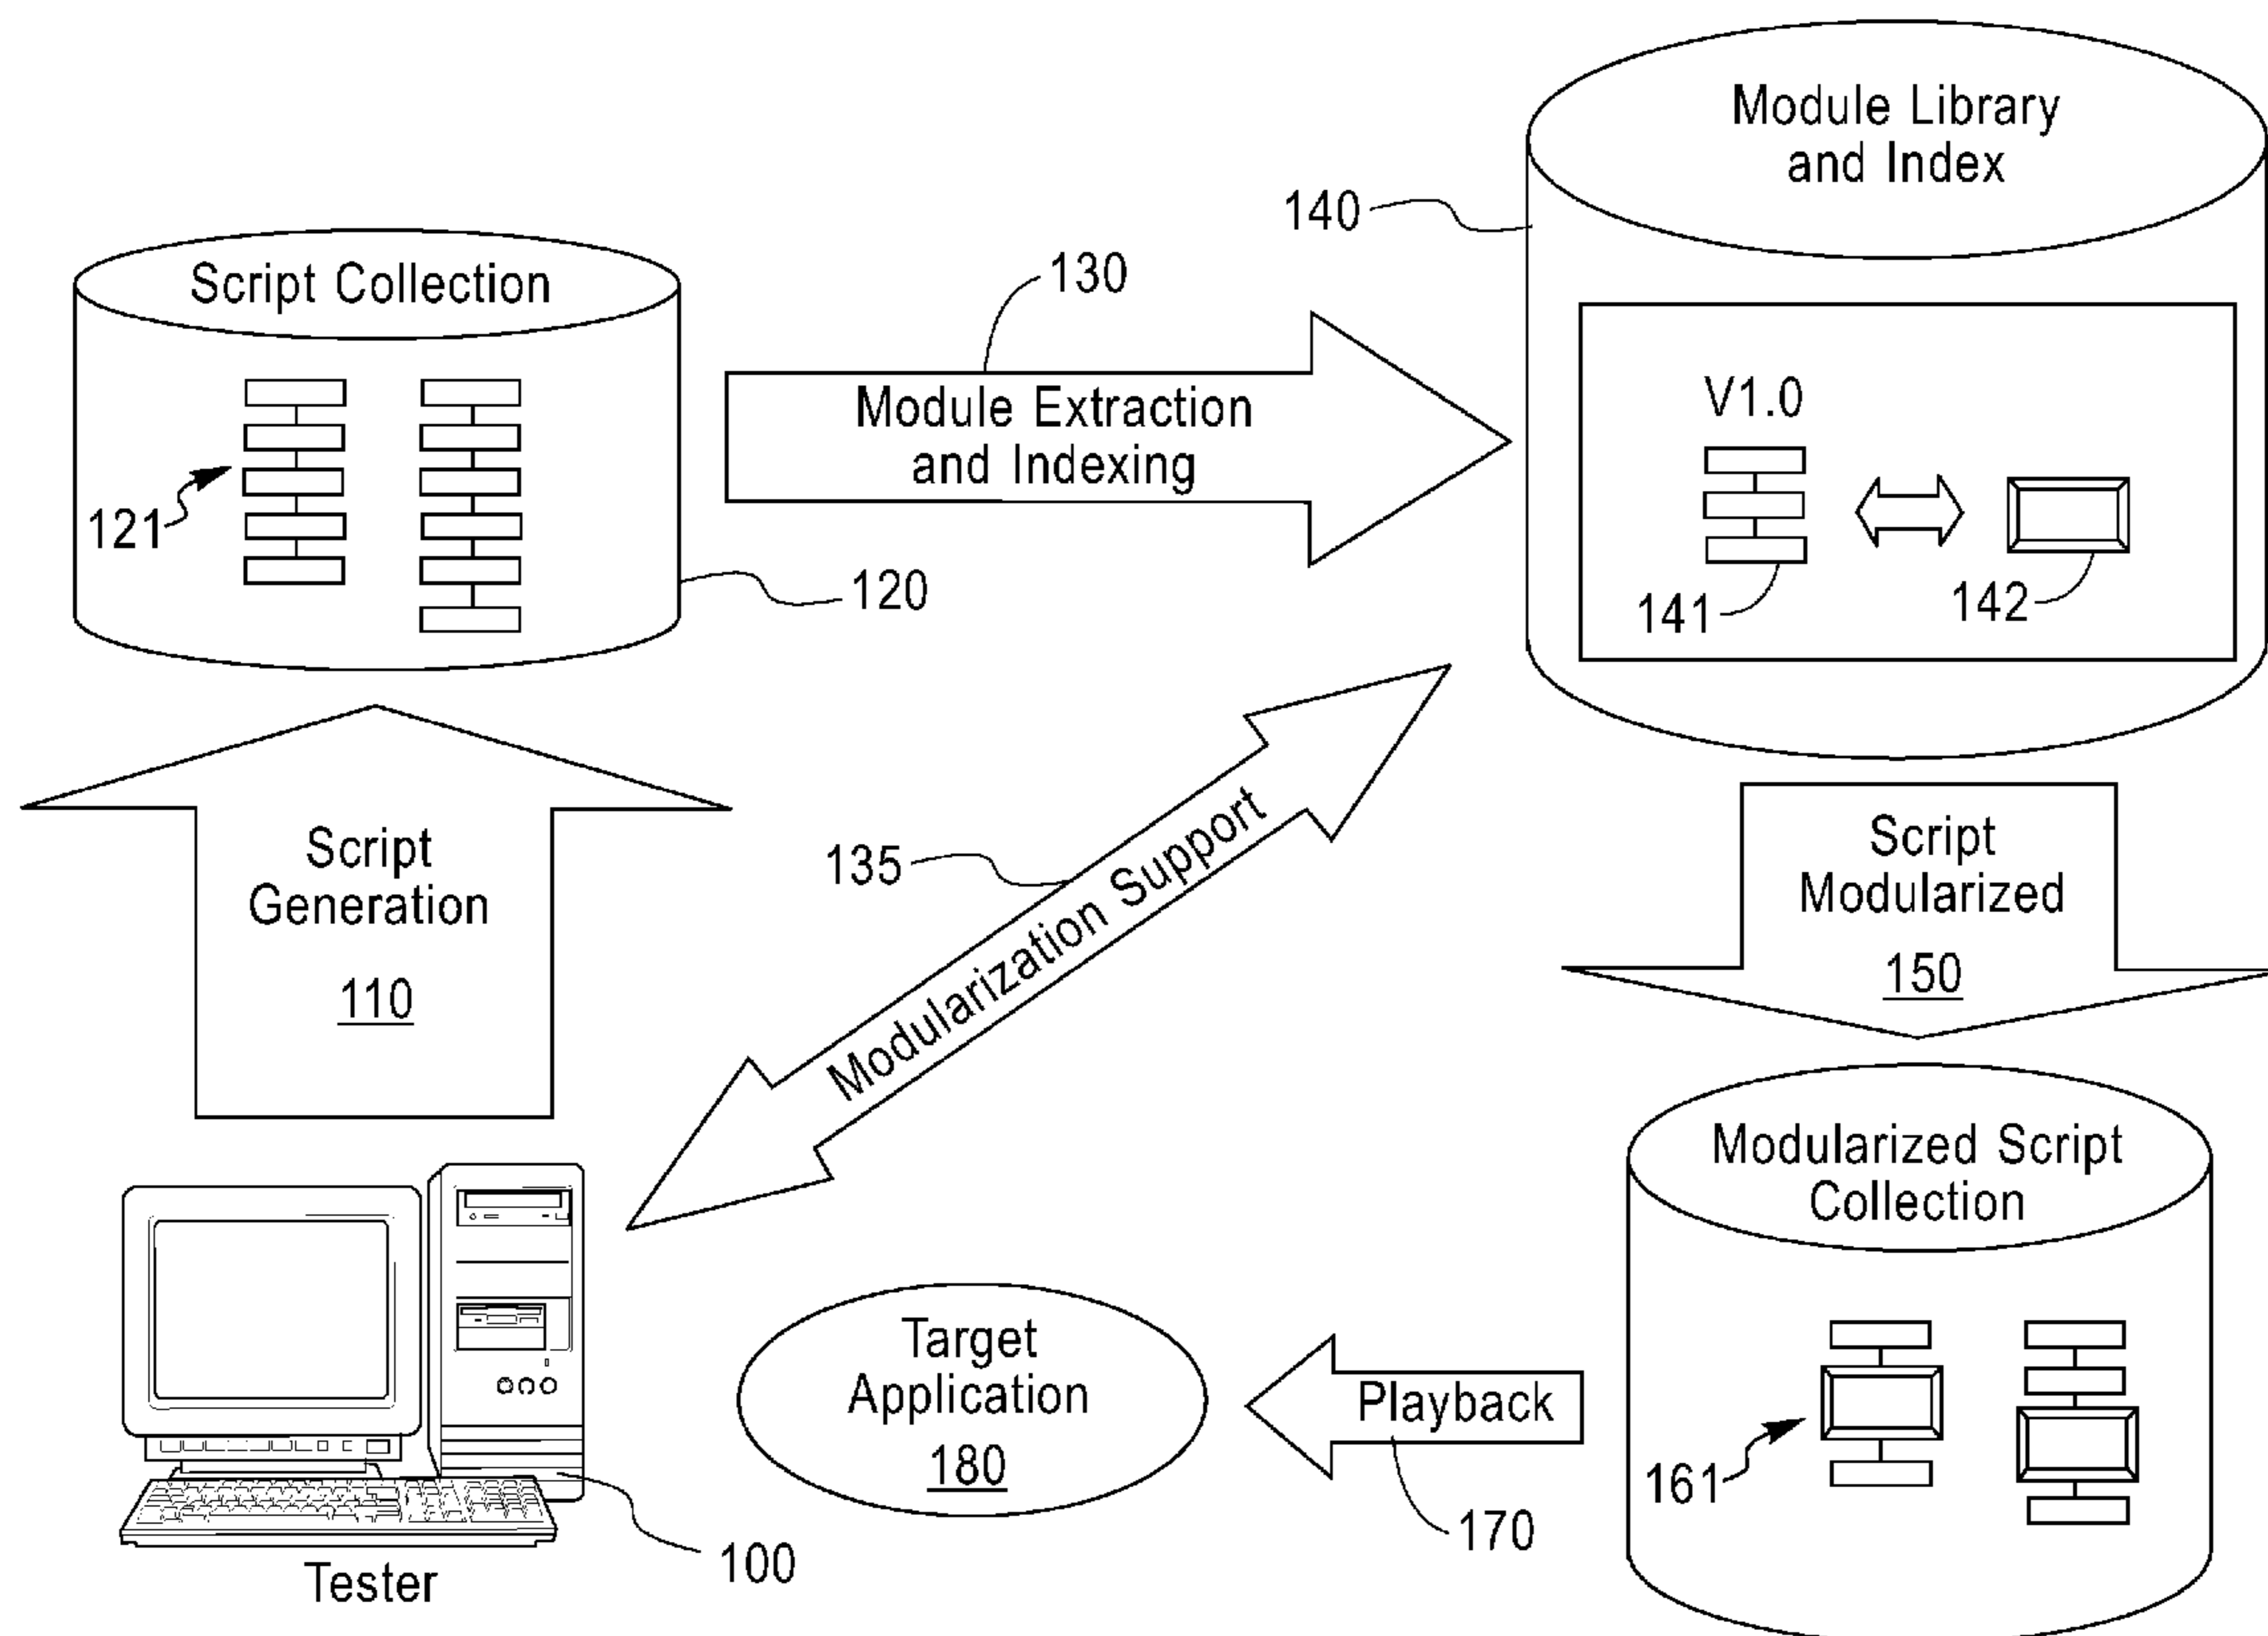 Module Library
and Index
140
130
Script Collection
Module Extraction
and Indexing
V1.0
121
120
141
142
Script
Generation
110
135
Modularization Support
Script
Modularized
150
Modularized Script
Collection
Target
Application
180
Playback
161
170
100
Tester